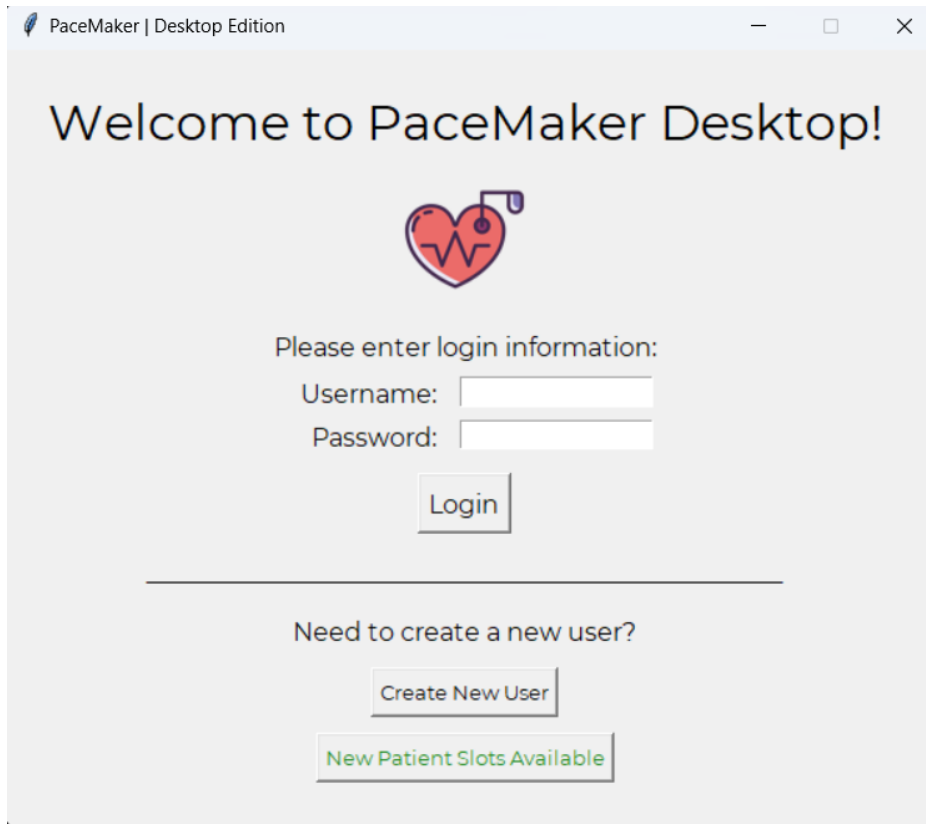 PaceMaker | Desktop Edition
Welcome to PaceMaker Desktop!
Please enter login information:
Username:
Password:
Login
Need to create a new user?
Create New User
New Patient Slots Available